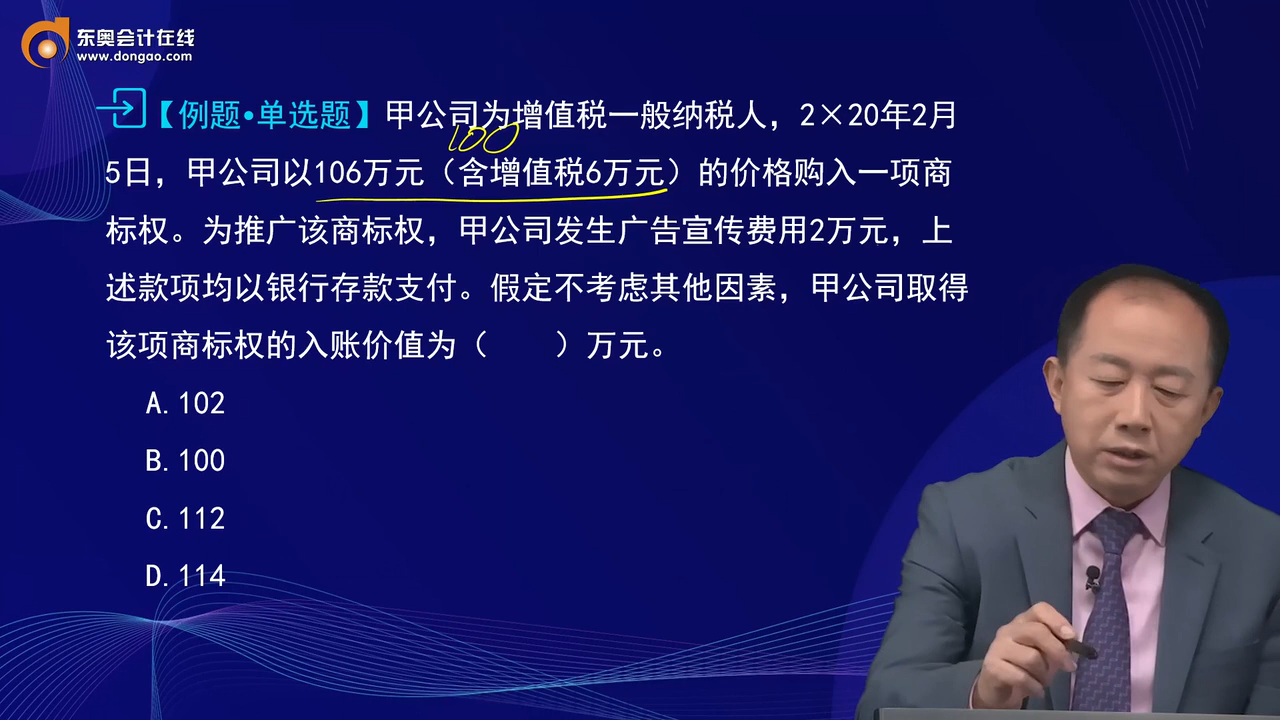 东奥会计在线
www.dongao.com
【例题•单选题】甲公司为增值税一般纳税人，2×20年2月
100
5日，甲公司以106万元（含增值税6万元）的价格购入一项商
标权。为推广该商标权，甲公司发生广告宣传费用2万元，上
述款项均以银行存款支付。假定不考虑其他因素，甲公司取得
该项商标权的入账价值为（　　）万元。
A.102
B.100
C.112
D.114